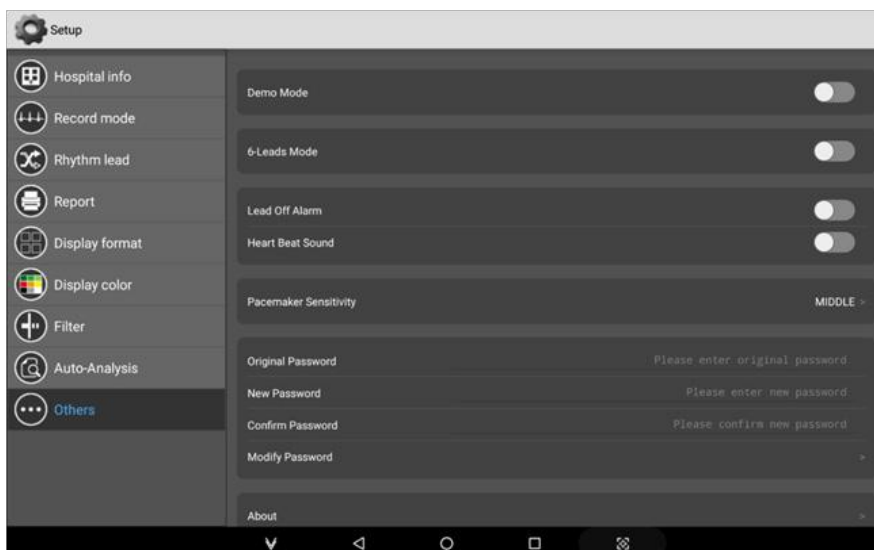 Setup
Hospital info
Record mode
Rhythm lead
Report
Display format
Display color
Filter
Auto-Analysis
Others
Demo Mode
6-Leads Mode
Lead Off Alarm
Heart Beat Sound
Pacemaker Sensitivity MIDDLE >
Original Password Please enter original password
New Password Please enter new password
Confirm Password Please confirm new password
Modify Password >
About >